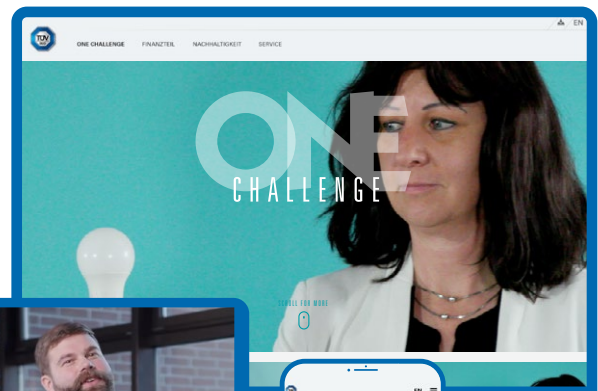 EN
TÜV
ONE CHALLENGE FINANZTEIL NACHHALTIGKEIT SERVICE
ONE
CHALLENGE
SCROLL FOR MORE
EN